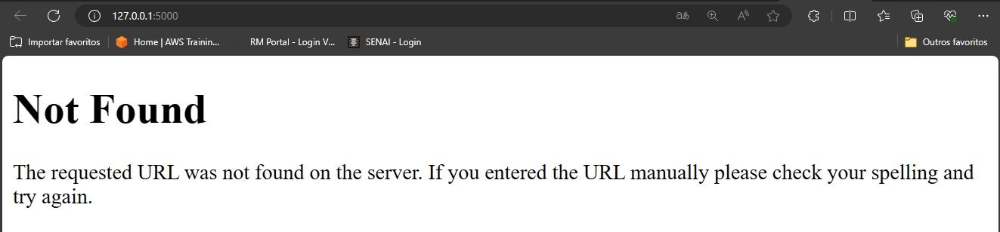 127.0.0.1:5000
aあ
A
Importar favoritos
Home | AWS Trainin...
RM Portal - Login V...
SENAI - Login
Outros favoritos
Not Found
The requested URL was not found on the server. If you entered the URL manually please check your spelling and
try again.